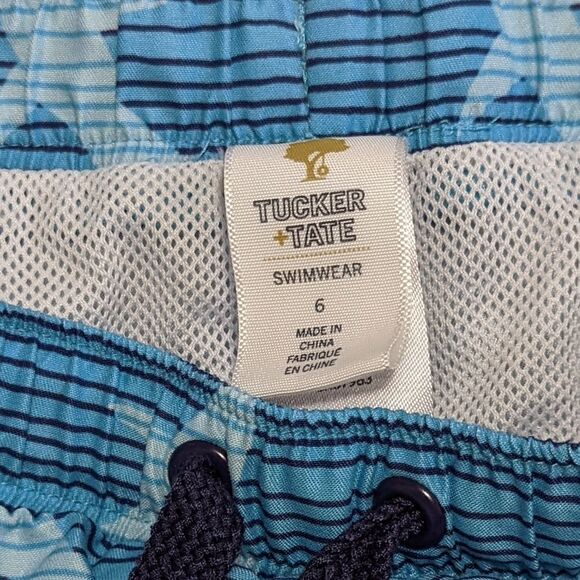 TUCKER
+TATE
SWIMWEAR
6
MADE IN
CHINA
FABRIQUE
EN CHINE